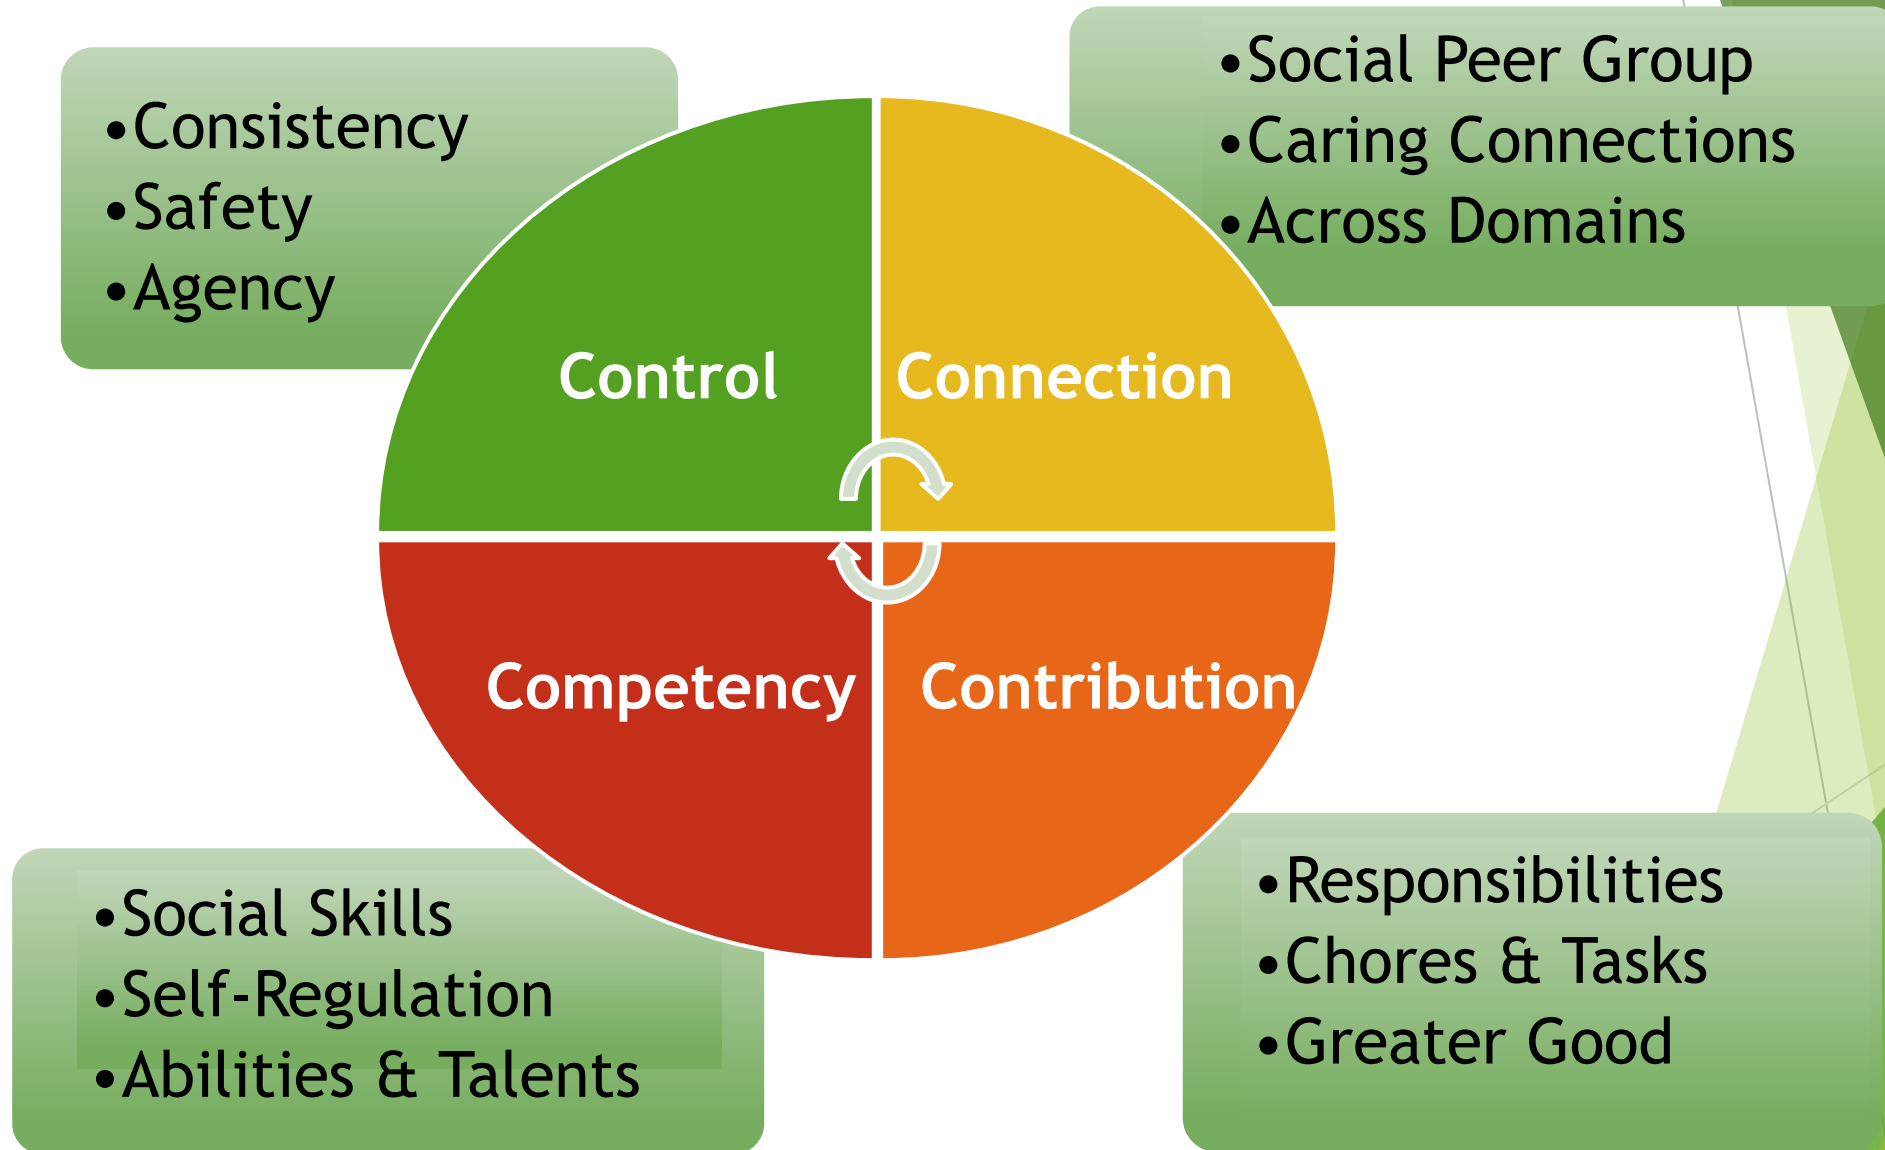 •Consistency
•Safety
•Agency
•Social Peer Group
•Caring Connections
•Across Domains
Control
Connection
Competency
Contribution
•Social Skills
•Self-Regulation
•Abilities & Talents
•Responsibilities
•Chores & Tasks
•Greater Good